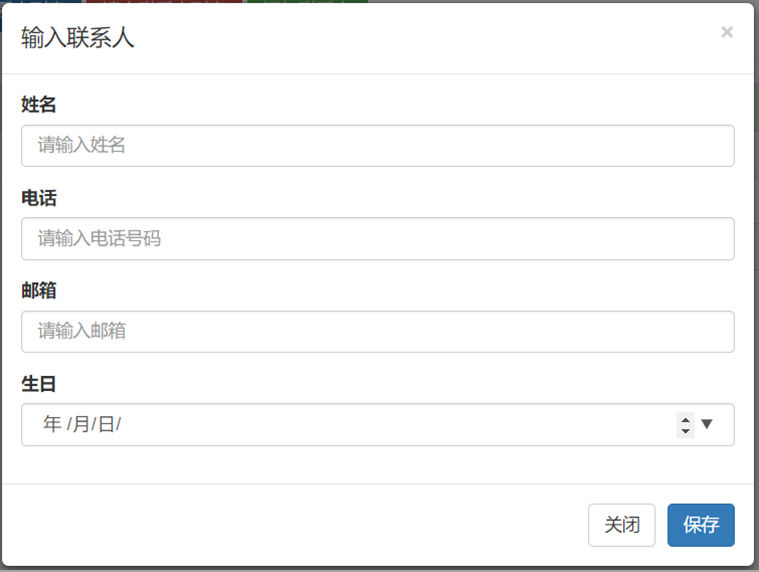 输入联系人
×
姓名
请输入姓名
电话
请输入电话号码
邮箱
请输入邮箱
生日
年 /月/日/
关闭 保存